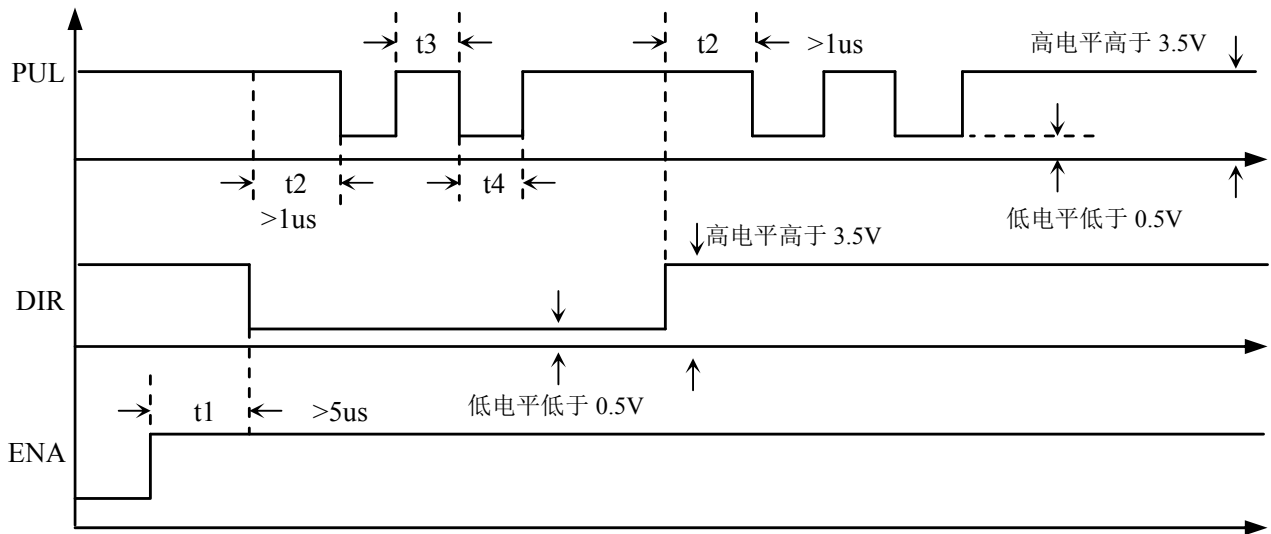 t3
t2
>1us
高电平高于 3.5V
PUL
t2
t4
>1us
低电平低于 0.5V
高电平高于 3.5V
DIR
低电平低于 0.5V
t1
>5us
ENA